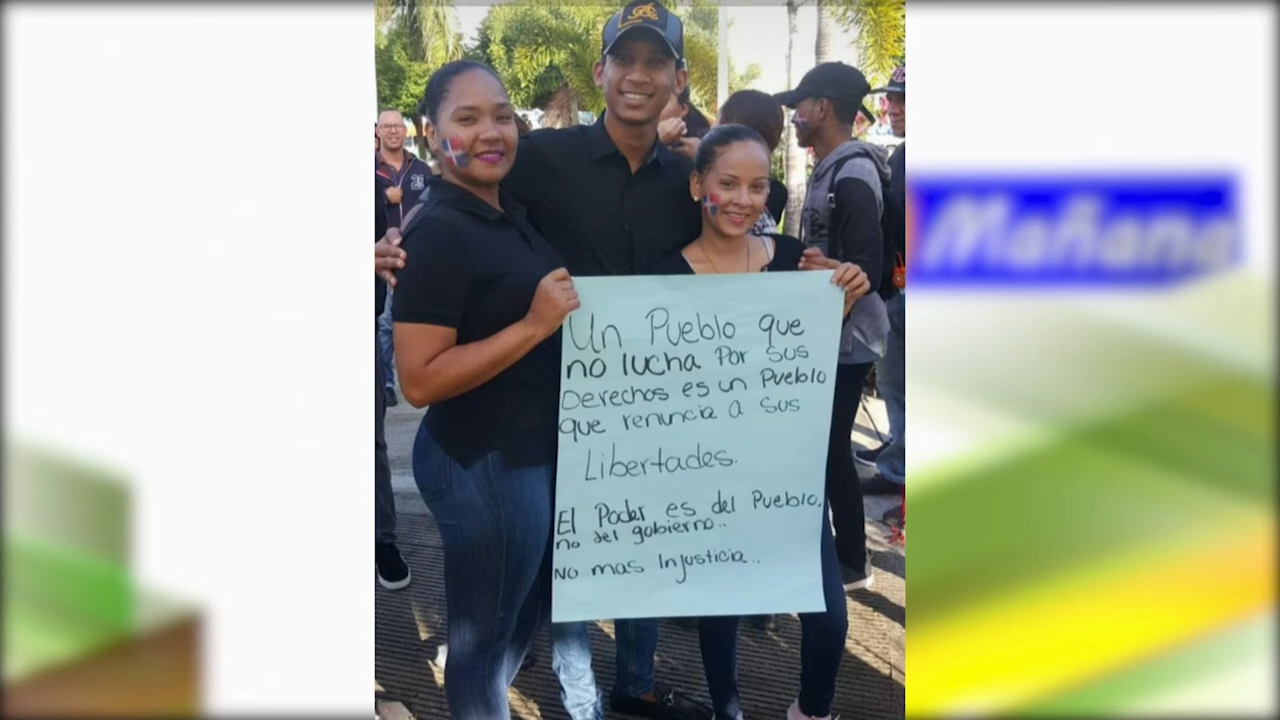 Un Pueblo que
no lucha Por sus
Derechos es un Pueblo
que renuncia a sus
Libertades.
El Poder es del Pueblo.
no del gobierno..
no mas Injusticia..
Mañana